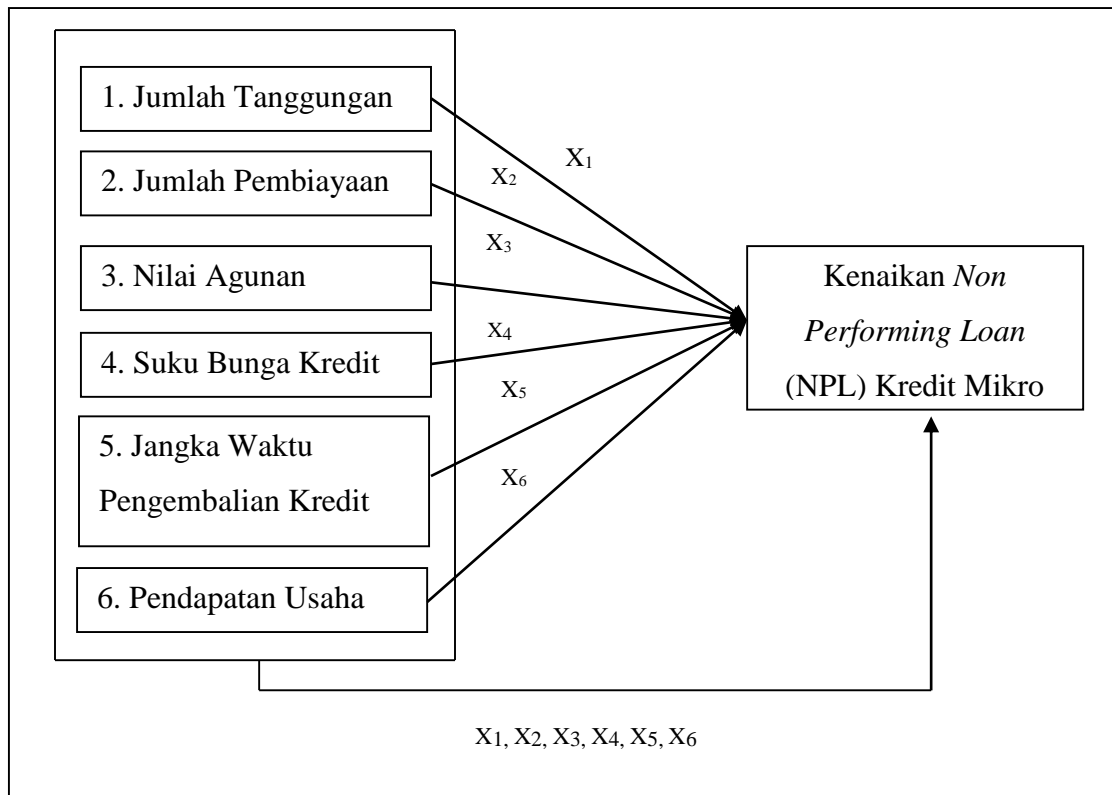 1. Jumlah Tanggungan
2. Jumlah Pembiayaan
3. Nilai Agunan
4. Suku Bunga Kredit
5. Jangka Waktu
Pengembalian Kredit
6. Pendapatan Usaha
X1
X2
X3
X4
X5
X6
Kenaikan Non
Performing Loan
(NPL) Kredit Mikro
X1, X2, X3, X4, X5, X6